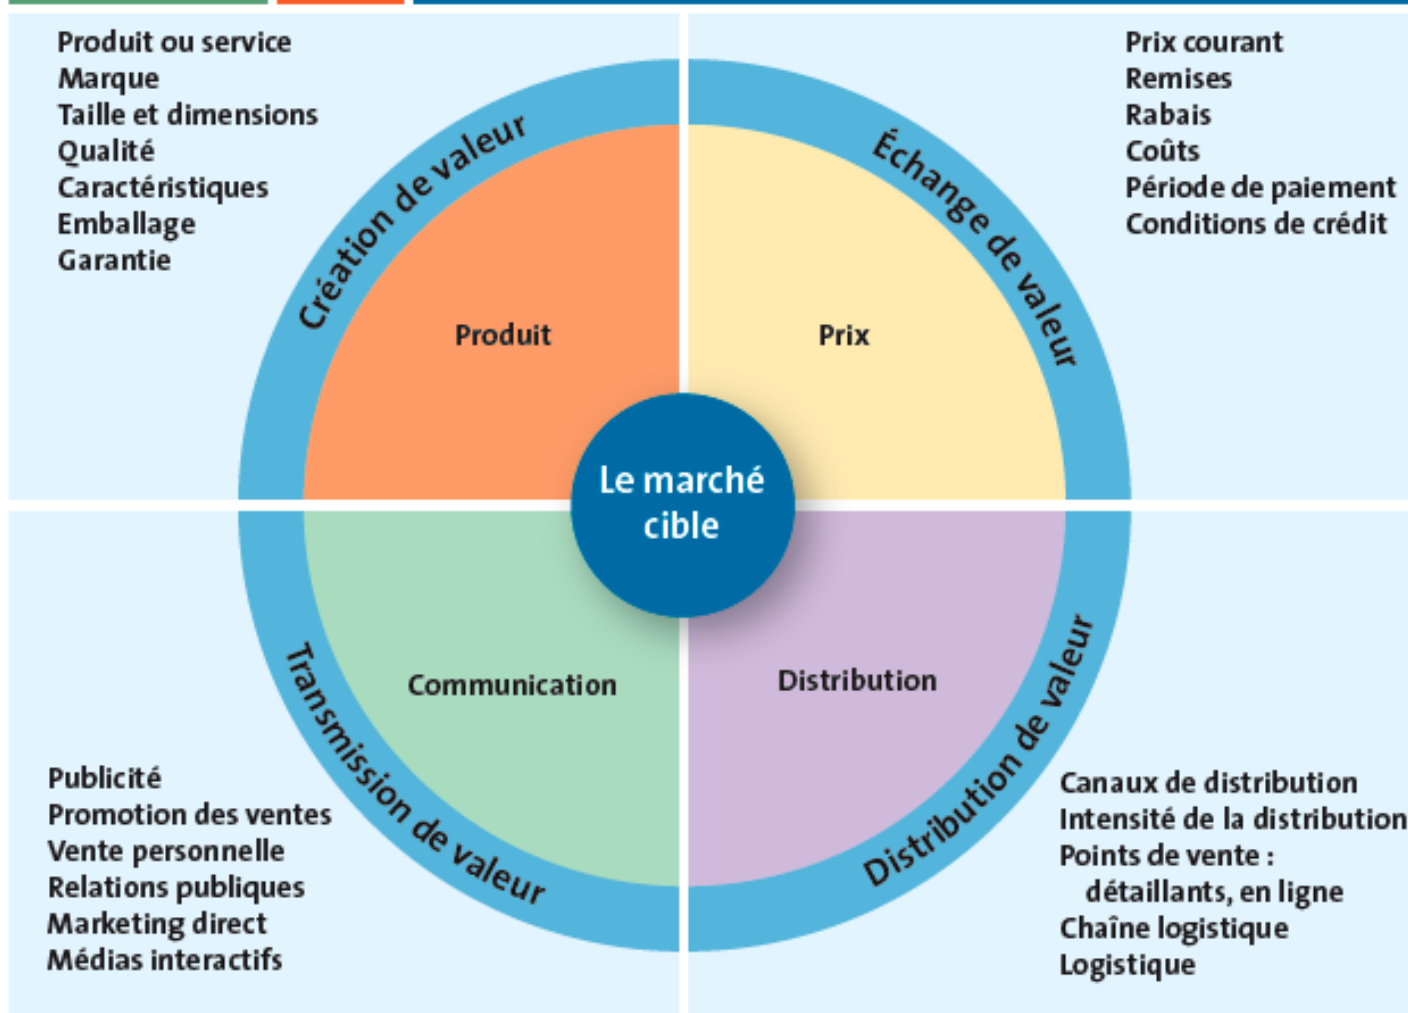 Produit ou service
Marque
Taille et dimensions
Qualité
Caractéristiques
Emballage
Garantie
Création de valeur
Produit
Prix courant
Remises
Rabais
Coûts
Période de paiement
Conditions de crédit
Échange de valeur
Prix
Le marché
cible
Communication
Transmission de valeur
Publicité
Promotion des ventes
Vente personnelle
Relations publiques
Marketing direct
Médias interactifs
Distribution
Distribution de valeur
Canaux de distribution
Intensité de la distribution
Points de vente :
détaillants, en ligne
Chaîne logistique
Logistique